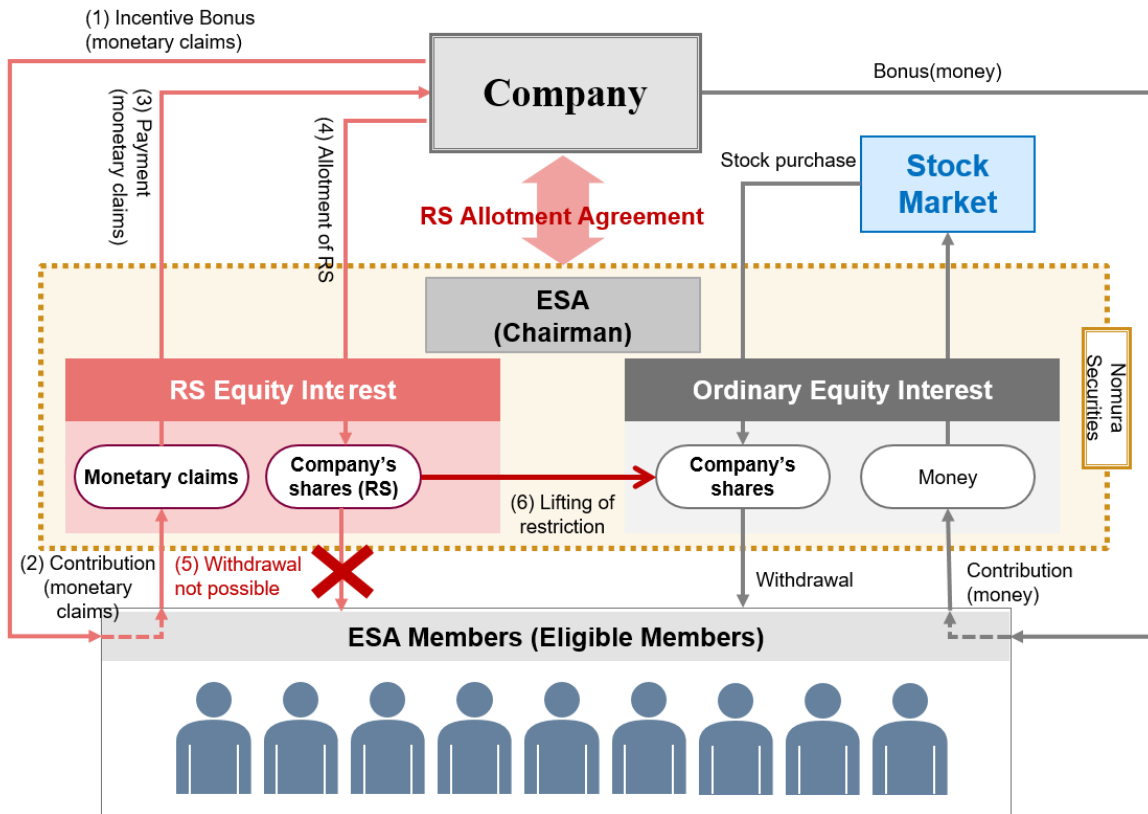 (1) Incentive Bonus
(monetary claims)
Company
Bonus(money)
(3) Payment
(monetary claims)
(4) Allotment of RS
Stock purchase
Stock
Market
RS Allotment Agreement
ESA
(Chairman)
Nomura
Securities
RS Equity Interest
Ordinary Equity Interest
Monetary claims
Company's
shares (RS)
Company's
shares
Money
(6) Lifting of
restriction
(2) Contribution
(monetary
claims)
(5) Withdrawal
not possible
Withdrawal
Contribution
(money)
ESA Members (Eligible Members)